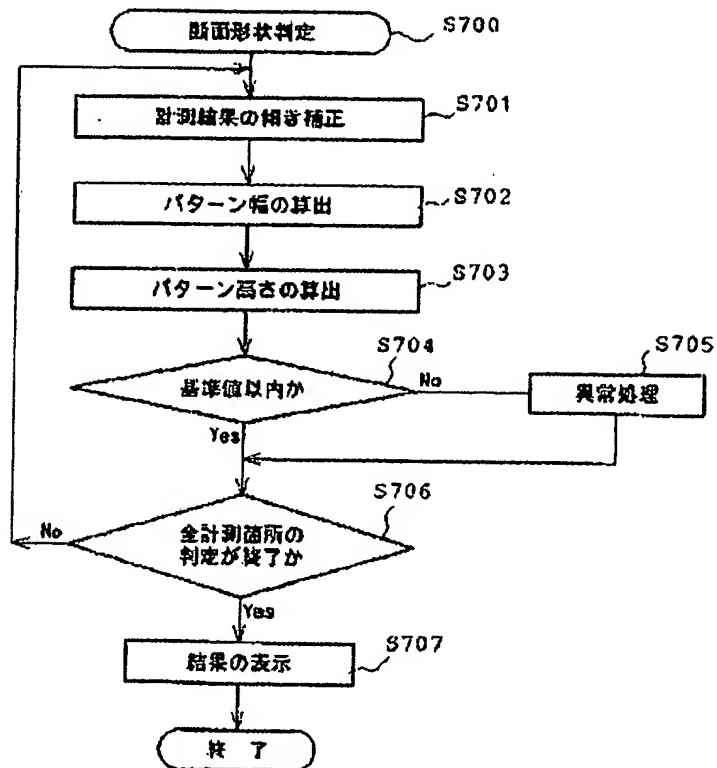 断面形状判定
S700
計測結果の傾き補正
S701
パターン幅の算出
S702
パターン高さの算出
S703
S704
基準値以内か
No
S705
異常処理
Yes
S706
全計測箇所の
判定が終了か
No
Yes
S707
結果の表示
終 了